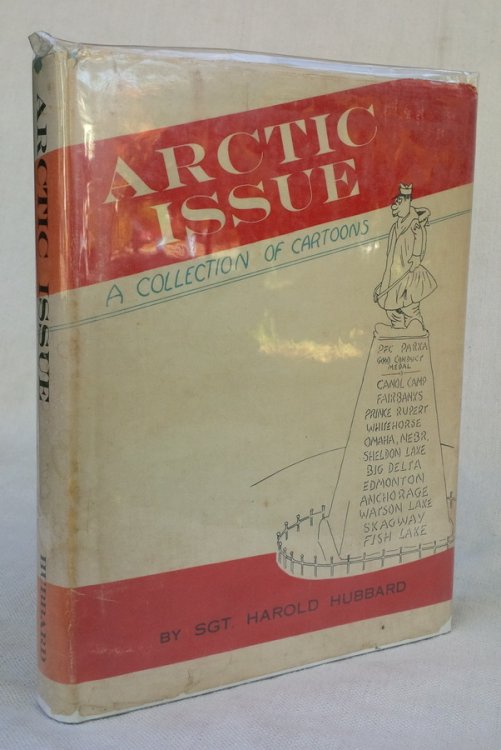 ARCTIC ISSUE
HUBBARD
ARCTIC
ISSUE
A COLLECTION OF CARTOONS
PFC PARKA
GOOD CONDUCT
MEDAL
CANOL CAMP
FAIRBANKS
PRINCE RUPERT
WHITEHORSE
OMAHA, NEBR.
SHELDON LAKE
BIG DELTA
EDMONTON
ANCHORAGE
WATSON LAKE
SKAGWAY
FISH LAKE
BY SGT. HAROLD HUBBARD